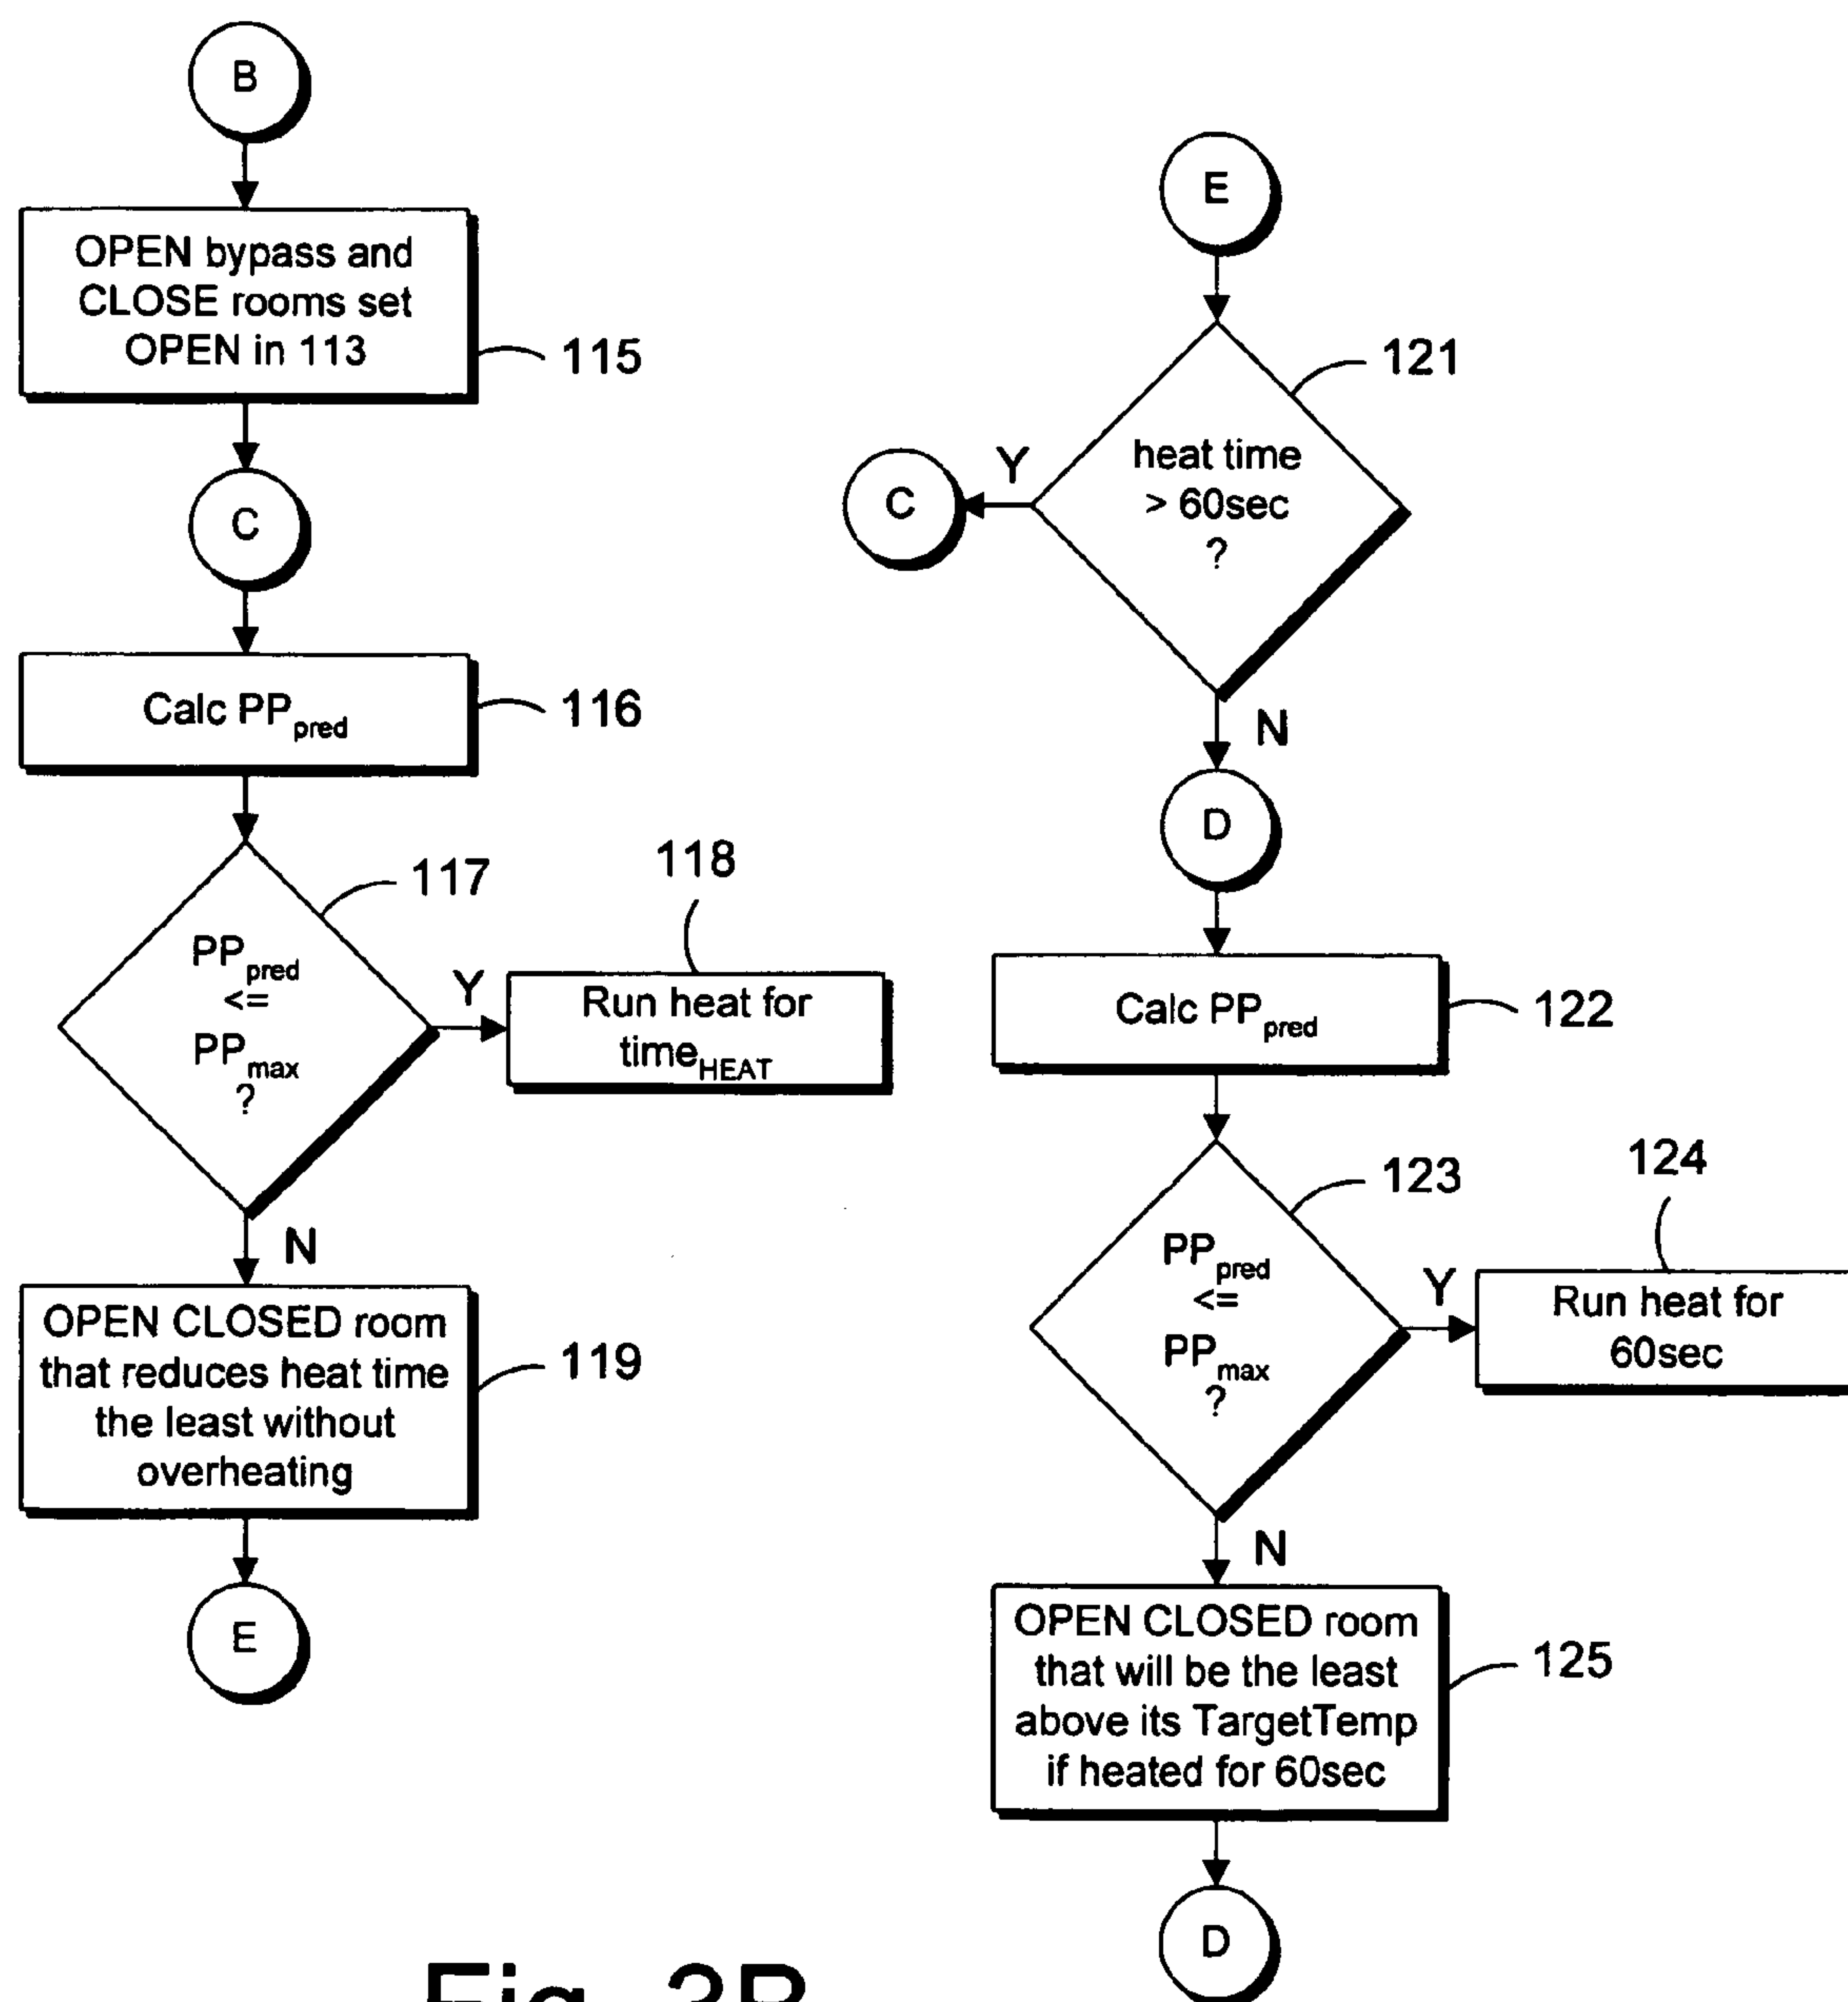 B
OPEN bypass and
CLOSE rooms set
OPEN in 113
115
C
Calc PPpred
116
117
PPpred
<=
PPmax
?
Y
118
Run heat for
timeHEAT
N
OPEN CLOSED room
that reduces heat time
the least without
overheating
119
E
E
121
heat time
> 60sec
?
Y
C
N
D
Calc PPpred
122
123
PPpred
<=
PPmax
?
Y
124
Run heat for
60sec
N
OPEN CLOSED room
that will be the least
above its TargetTemp
if heated for 60sec
125
D
Fig. 3B